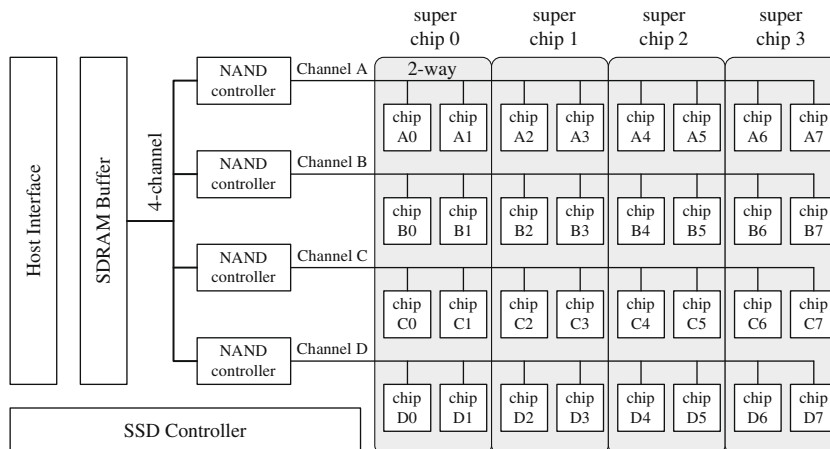 super chip 0
super chip 1
super chip 2
super chip 3
Host Interface
SDRAM Buffer
4-channel
NAND controller
Channel A
2-way
chip A0
chip A1
chip A2
chip A3
chip A4
chip A5
chip A6
chip A7
NAND controller
Channel B
chip B0
chip B1
chip B2
chip B3
chip B4
chip B5
chip B6
chip B7
NAND controller
Channel C
chip C0
chip C1
chip C2
chip C3
chip C4
chip C5
chip C6
chip C7
NAND controller
Channel D
chip D0
chip D1
chip D2
chip D3
chip D4
chip D5
chip D6
chip D7
SSD Controller